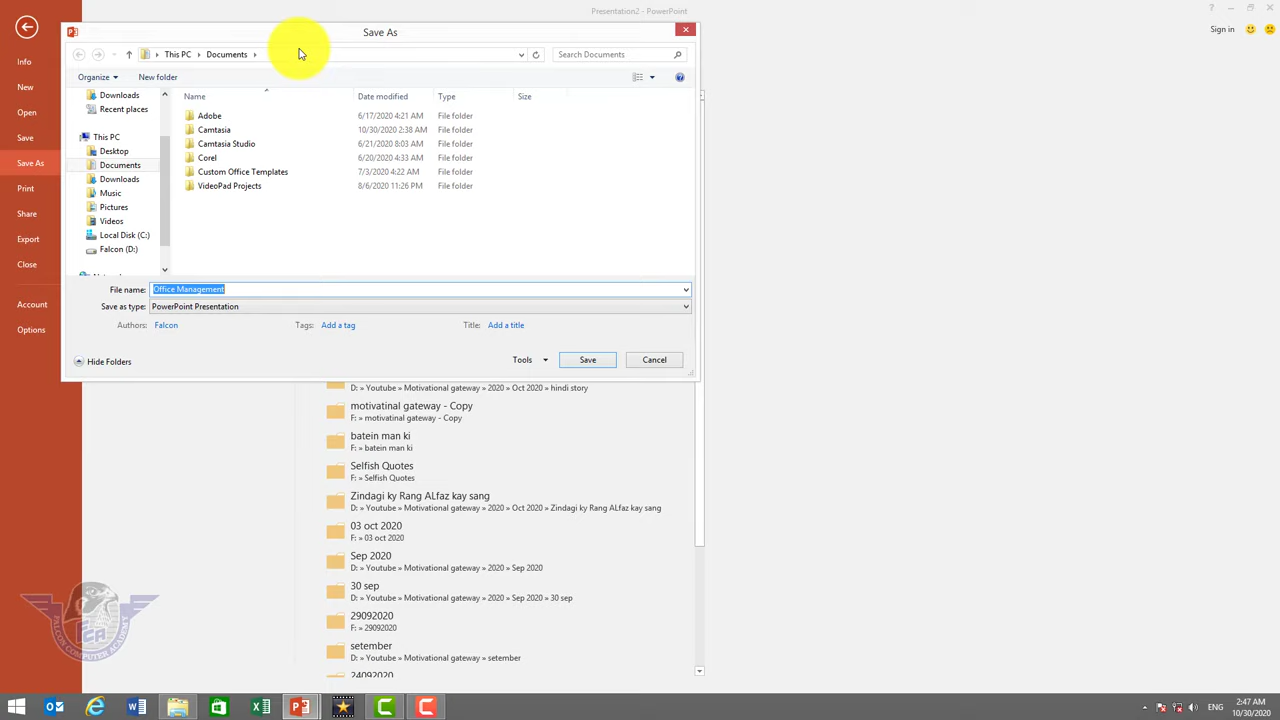 Presentation2 - PowerPoint
Sign in
Save As
This PC
Documents
Search Documents
Organize
New folder
Info
New
Open
Save
Save As
Print
Share
Export
Close
Account
Options
Downloads
Recent places
This PC
Desktop
Documents
Downloads
Music
Pictures
Videos
Local Disk (C:)
Falcon (D:)
Name Date modified Type Size
Adobe 6/17/2020 4:21 AM File folder
Camtasia 10/30/2020 2:38 AM File folder
Camtasia Studio 6/21/2020 8:03 AM File folder
Corel 6/20/2020 4:33 AM File folder
Custom Office Templates 7/3/2020 4:22 AM File folder
VideoPad Projects 8/6/2020 11:26 PM File folder
File name: Office Management
Save as type: PowerPoint Presentation
Authors: Falcon Tags: Add a tag Title: Add a title
Hide Folders Tools Save Cancel
D: » Youtube » Motivational gateway » 2020 » Oct 2020 » hindi story
motivatinal gateway - Copy
F: » motivatinal gateway - Copy
batein man ki
F: » batein man ki
Selfish Quotes
F: » Selfish Quotes
Zindagi ky Rang ALfaz kay sang
D: » Youtube » Motivational gateway » 2020 » Oct 2020 » Zindagi ky Rang ALfaz kay sang
03 oct 2020
F: » 03 oct 2020
Sep 2020
D: » Youtube » Motivational gateway » 2020 » Sep 2020
30 sep
D: » Youtube » Motivational gateway » 2020 » Sep 2020 » 30 sep
29092020
F: » 29092020
setember
D: » Youtube » Motivational gateway » setember
24092020
FALCON COMPUTER ACADEMY
FCA
ENG
2:47 AM
10/30/2020